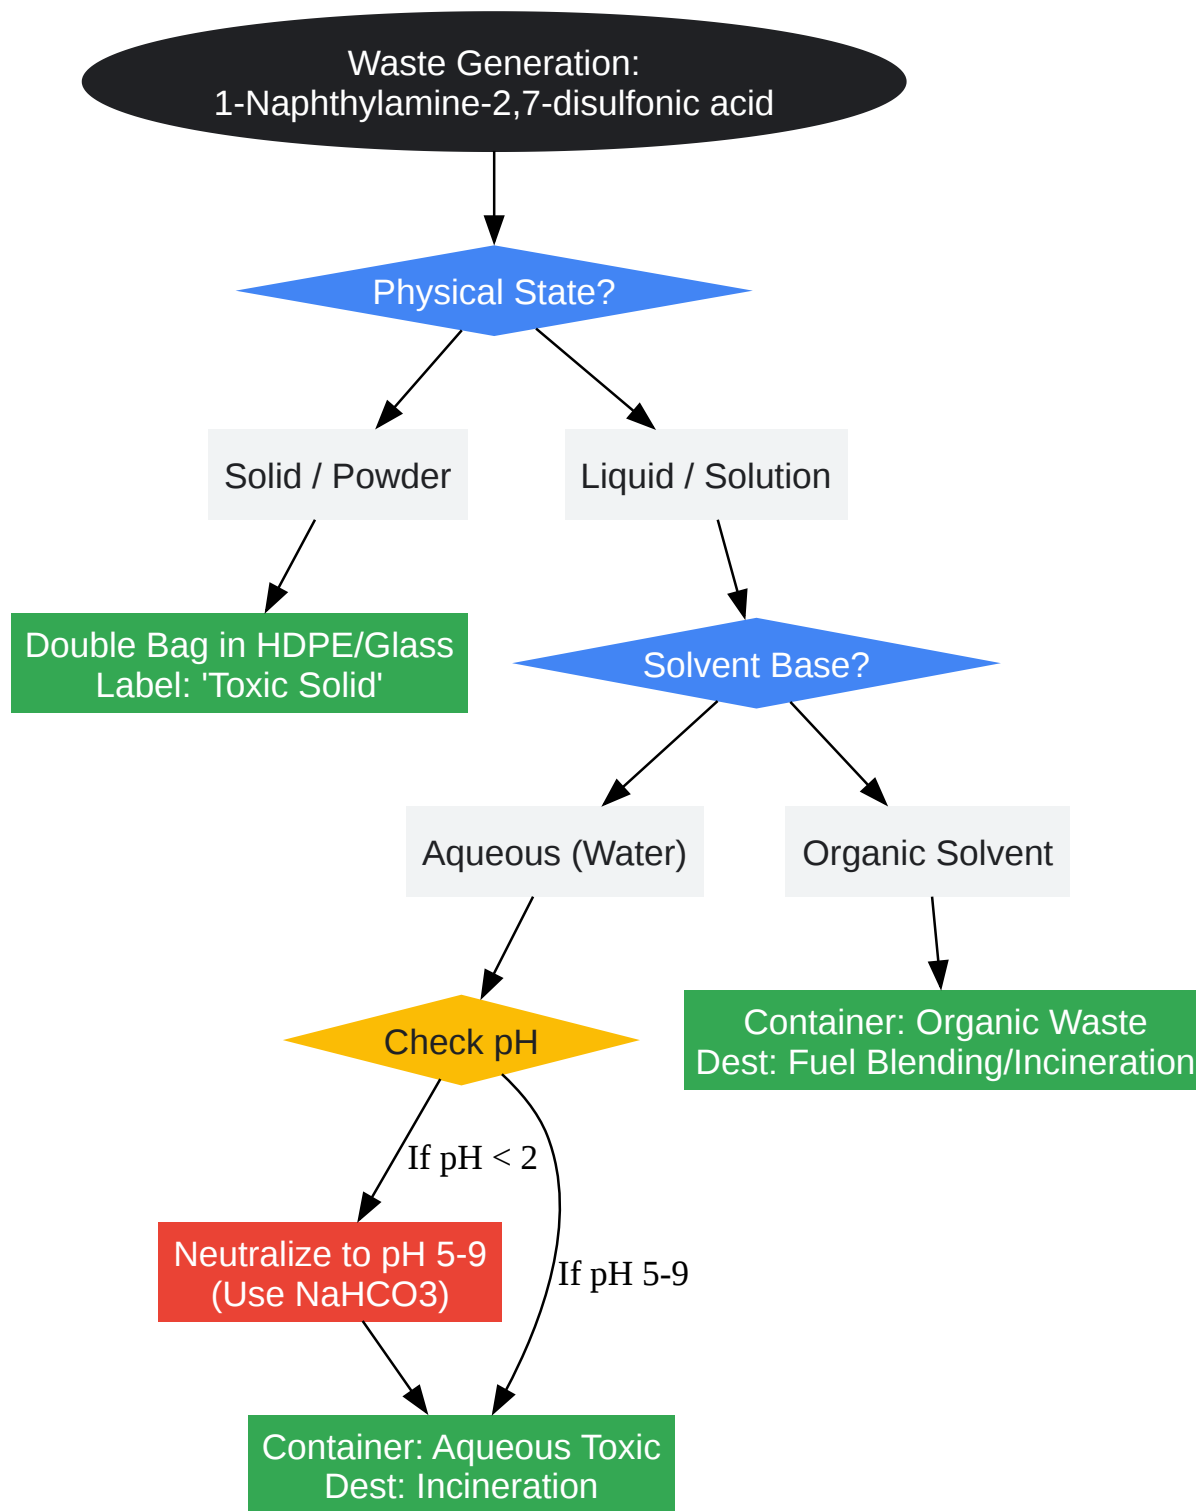 Waste Generation:
1-Naphthylamine-2,7-disulfonic acid
Physical State?
Solid / Powder
Liquid / Solution
Double Bag in HDPE/Glass
Label: 'Toxic Solid'
Solvent Base?
Aqueous (Water)
Organic Solvent
Container: Organic Waste
Dest: Fuel Blending/Incineration
Check pH
If pH < 2
Neutralize to pH 5-9
(Use NaHCO3)
If pH 5-9
Container: Aqueous Toxic
Dest: Incineration